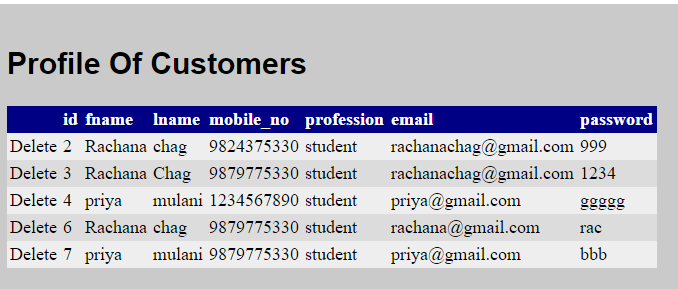 Profile Of Customers
id fname lname mobile_no profession email password
Delete 2 Rachana chag 9824375330 student rachanachag@gmail.com 999
Delete 3 Rachana Chag 9879775330 student rachanachag@gmail.com 1234
Delete 4 priya mulani 1234567890 student priya@gmail.com ggggg
Delete 6 Rachana chag 9879775330 student rachana@gmail.com rac
Delete 7 priya mulani 9879775330 student priya@gmail.com bbb